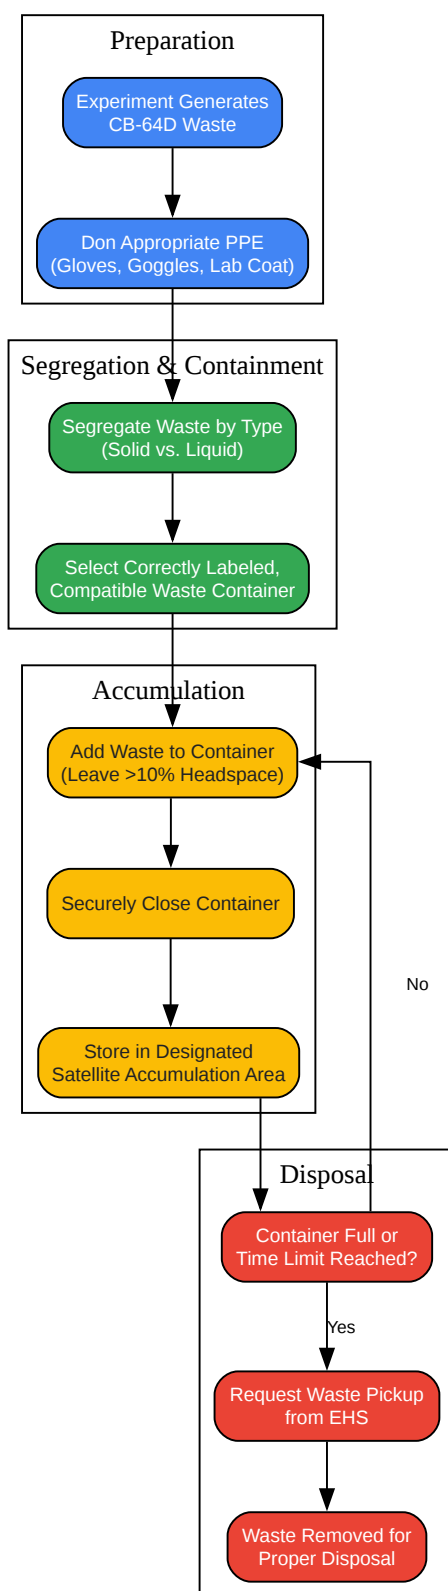 Preparation
Experiment Generates
CB-64D Waste
Don Appropriate PPE
(Gloves, Goggles, Lab Coat)
Segregation & Containment
Segregate Waste by Type
(Solid vs. Liquid)
Select Correctly Labeled,
Compatible Waste Container
Accumulation
Add Waste to Container
(Leave >10% Headspace)
Securely Close Container
No
Store in Designated
Satellite Accumulation Area
Disposal
Container Full or
Time Limit Reached?
Yes
Request Waste Pickup
from EHS
Waste Removed for
Proper Disposal